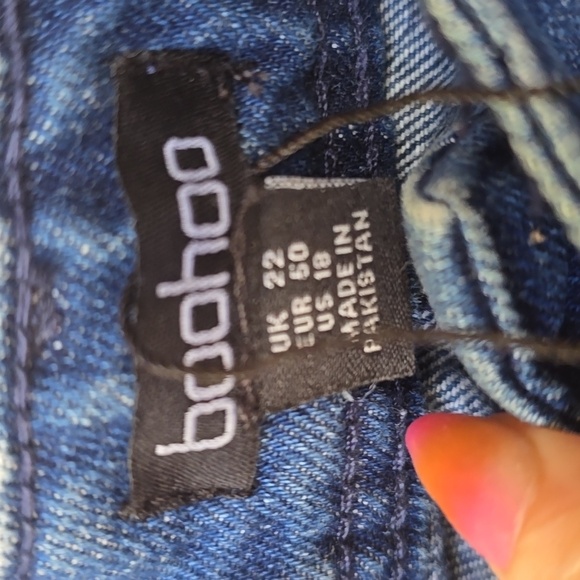 boohoo
UK 22
EUR 50
US 18
MADE IN
PAKISTAN